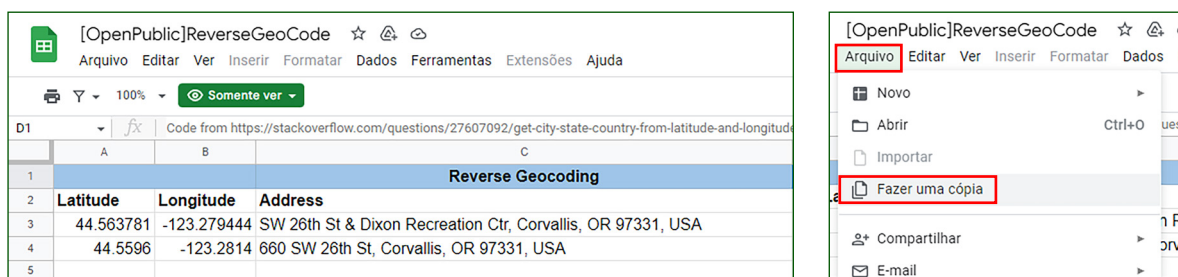 [OpenPublic]ReverseGeoCode
Arquivo Editar Ver Inserir Formatar Dados Ferramentas Extensões Ajuda
100% Somente ver
D1 fx Code from https://stackoverflow.com/questions/27607092/get-city-state-country-from-latitude-and-longitude
A B C
1 Reverse Geocoding
2 Latitude Longitude Address
3 44.563781 -123.279444 SW 26th St & Dixon Recreation Ctr, Corvallis, OR 97331, USA
4 44.5596 -123.2814 660 SW 26th St, Corvallis, OR 97331, USA
5
[OpenPublic]ReverseGeoCode
Arquivo Editar Ver Inserir Formatar Dados
Novo
Abrir Ctrl+O
Importar
Fazer uma cópia
Compartilhar
E-mail